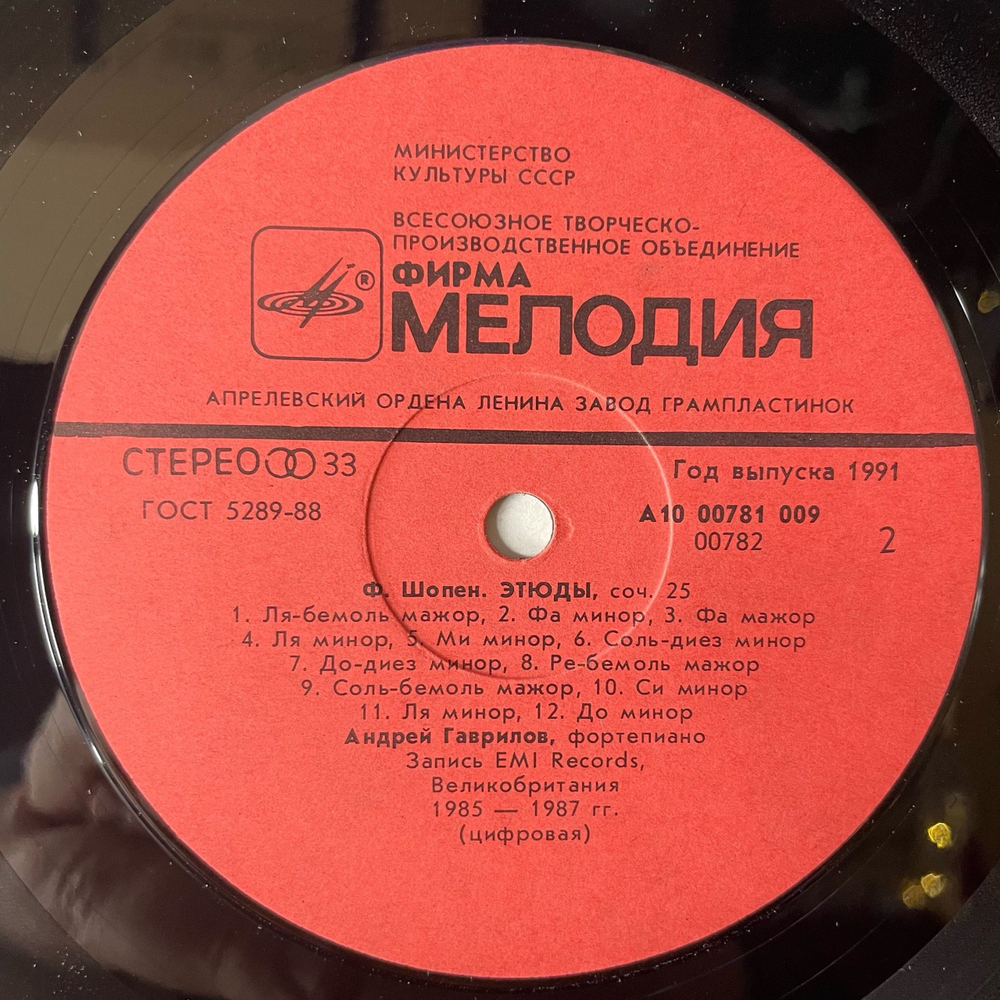 МИНИСТЕРСТВО
КУЛЬТУРЫ СССР
ВСЕСОЮЗНОЕ ТВОРЧЕСКО-
ПРОИЗВОДСТВЕННОЕ ОБЪЕДИНЕНИЕ
ФИРМА
®
МЕЛОДИЯ
АПРЕЛЕВСКИЙ ОРДЕНА ЛЕНИНА ЗАВОД ГРАМПЛАСТИНОК
СТЕРЕО 33
Год выпуска 1991
ГОСТ 5289-88
А10 00781 009
00782
2
Ф. Шопен. ЭТЮДЫ, соч. 25
1. Ля-бемоль мажор, 2. Фа минор, 3. Фа мажор
4. Ля минор, 5. Ми минор, 6. Соль-диез минор
7. До-диез минор, 8. Ре-бемоль мажор
9. Соль-бемоль мажор, 10. Си минор
11. Ля минор, 12. До минор
Андрей Гаврилов, фортепиано
Запись EMI Records,
Великобритания
1985 — 1987 гг.
(цифровая)